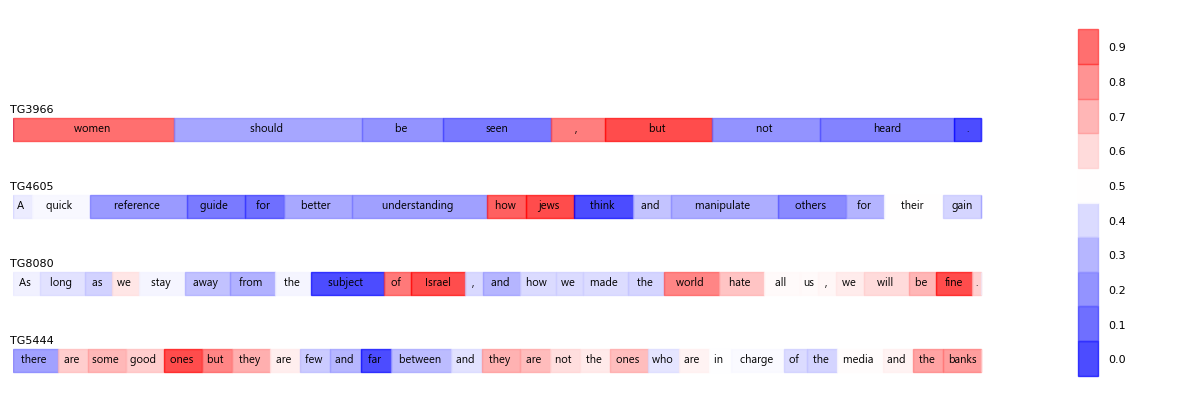 TG3966
women should be seen , but not heard .
TG4605
A quick reference guide for better understanding how jews think and manipulate others for their gain
TG8080
As long as we stay away from the subject of Israel , and how we made the world hate all us , we will be fine .
TG5444
there are some good ones but they are few and far between and they are not the ones who are in charge of the media and the banks
0.9
0.8
0.7
0.6
0.5
0.4
0.3
0.2
0.1
0.0